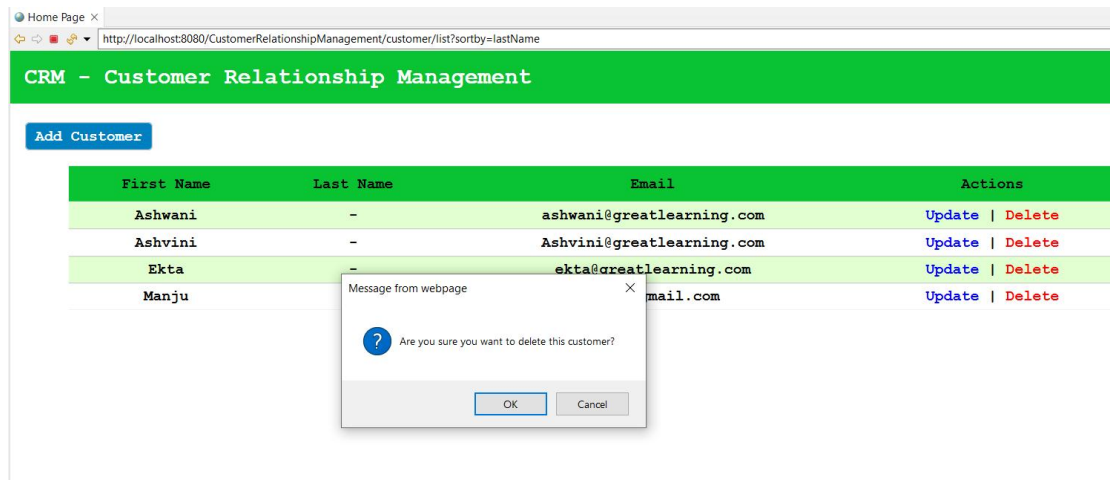 Home Page
http://localhost:8080/CustomerRelationshipManagement/customer/list?sortby=lastName
CRM - Customer Relationship Management
Add Customer
First Name Last Name Email Actions
Ashwani - ashwani@greatlearning.com Update | Delete
Ashvini - Ashvini@greatlearning.com Update | Delete
Ekta - ekta@greatlearning.com Update | Delete
Manju mail.com Update | Delete
Message from webpage
? Are you sure you want to delete this customer?
OK Cancel